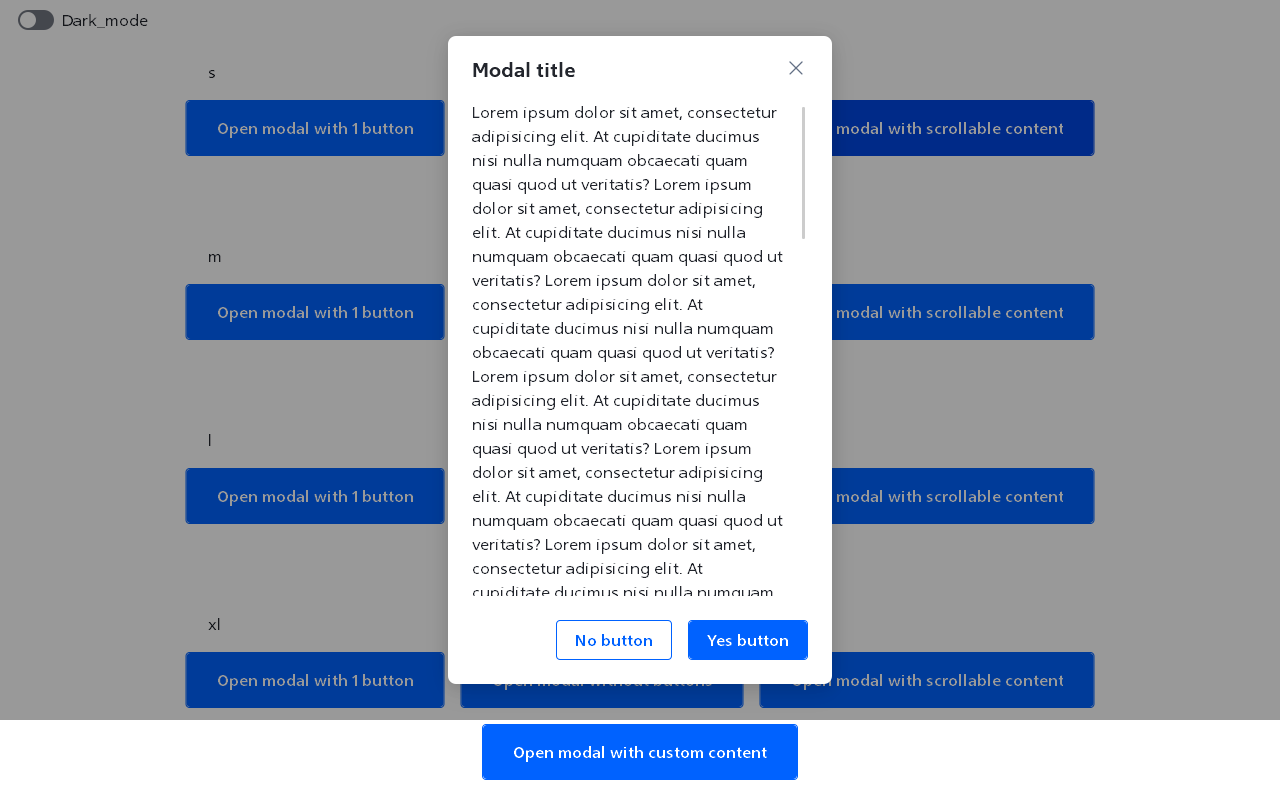 Dark_mode
Modal title
s
Open modal with 1 button
modal with scrollable content
Lorem ipsum dolor sit amet, consectetur
adipisicing elit. At cupiditate ducimus
nisi nulla numquam obcaecati quam
quasi quod ut veritatis? Lorem ipsum
dolor sit amet, consectetur adipisicing
elit. At cupiditate ducimus nisi nulla
numquam obcaecati quam quasi quod ut
veritatis? Lorem ipsum dolor sit amet,
consectetur adipisicing elit. At
cupiditate ducimus nisi nulla numquam
obcaecati quam quasi quod ut veritatis?
Lorem ipsum dolor sit amet, consectetur
adipisicing elit. At cupiditate ducimus
nisi nulla numquam obcaecati quam
quasi quod ut veritatis? Lorem ipsum
dolor sit amet, consectetur adipisicing
elit. At cupiditate ducimus nisi nulla
numquam obcaecati quam quasi quod ut
veritatis? Lorem ipsum dolor sit amet,
consectetur adipisicing elit. At
cupiditate ducimus nisi nulla numquam
No button
Yes button
m
Open modal with 1 button
modal with scrollable content
l
Open modal with 1 button
modal with scrollable content
xl
Open modal with 1 button
Open modal without buttons
Open modal with scrollable content
Open modal with custom content